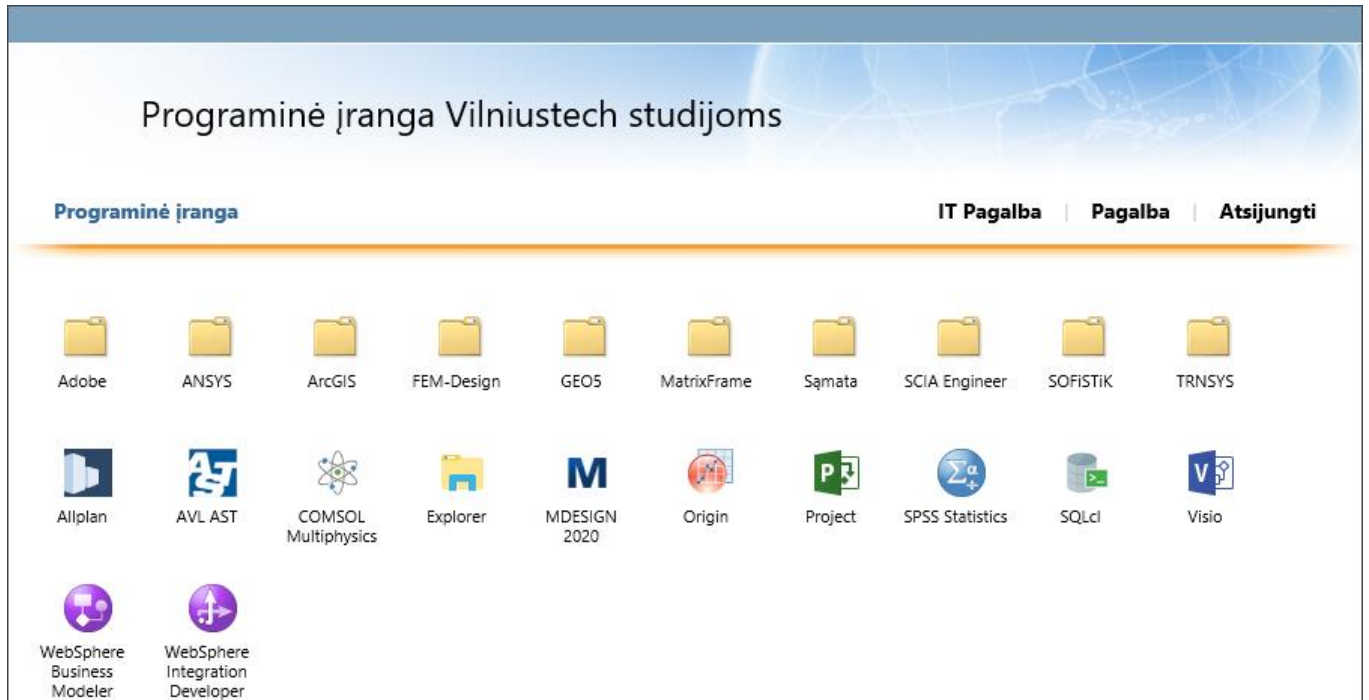 Programinė įranga Vilniustech studijoms
Programinė įranga
IT Pagalba | Pagalba | Atsijungti
Adobe ANSYS ArcGIS FEM-Design GEO5 MatrixFrame Sąmata SCIA Engineer SOFiSTiK TRNSYS
Allplan AVL AST COMSOL Multiphysics Explorer MDESIGN 2020 Origin Project SPSS Statistics SQLcl Visio
WebSphere Business Modeler WebSphere Integration Developer